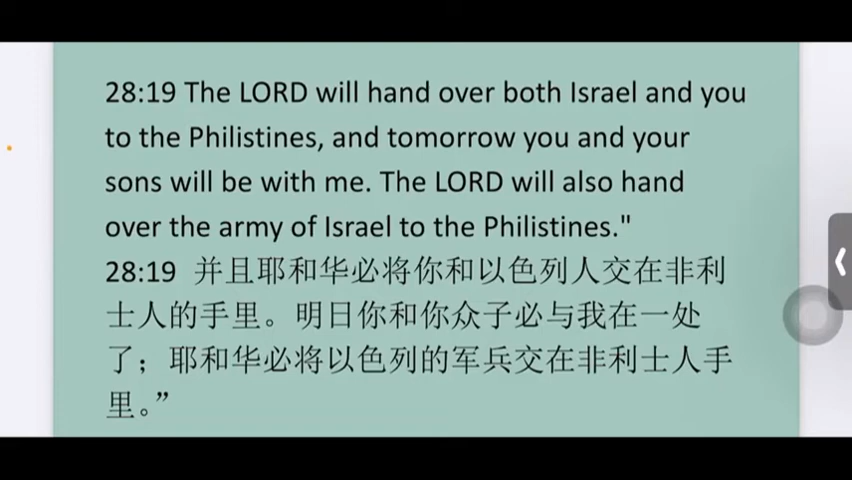 28:19 The LORD will hand over both Israel and you
to the Philistines, and tomorrow you and your
sons will be with me. The LORD will also hand
over the army of Israel to the Philistines."
28:19 并且耶和华必将你和以色列人交在非利
士人的手里。明日你和你众子必与我在一处
了；耶和华必将以色列的军兵交在非利士人手
里。”